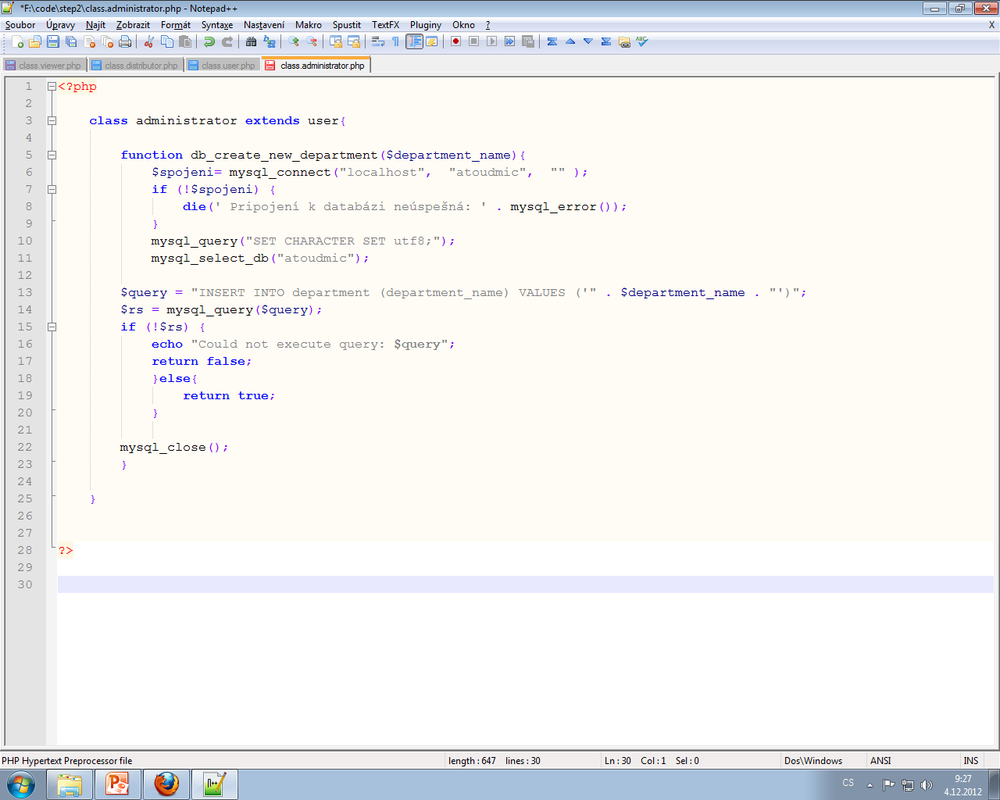 *F:\code\step2\class.administrator.php - Notepad++
Soubor Úpravy Najít Zobrazit Formát Syntaxe Nastavení Makro Spustit TextFX Pluginy Okno ? X
class.viewer.php class.distributor.php class.user.php class.administrator.php
1 <?php
2
3 class administrator extends user{
4
5 function db_create_new_department($department_name){
6 $spojeni= mysql_connect("localhost",  "atoudmic",  "" );
7 if (!$spojeni) {
8 die(' Pripojení k databázi neúspešná: ' . mysql_error());
9 }
10 mysql_query("SET CHARACTER SET utf8;");
11 mysql_select_db("atoudmic");
12
13 $query = "INSERT INTO department (department_name) VALUES ('" . $department_name . "')";
14 $rs = mysql_query($query);
15 if (!$rs) {
16 echo "Could not execute query: $query";
17 return false;
18 }else{
19 return true;
20 }
21
22 mysql_close();
23 }
24
25 }
26
27
28 ?>
29
30
PHP Hypertext Preprocessor file length : 647 lines : 30 Ln : 30 Col : 1 Sel : 0 Dos\Windows ANSI INS
CS 9:27
4.12.2012